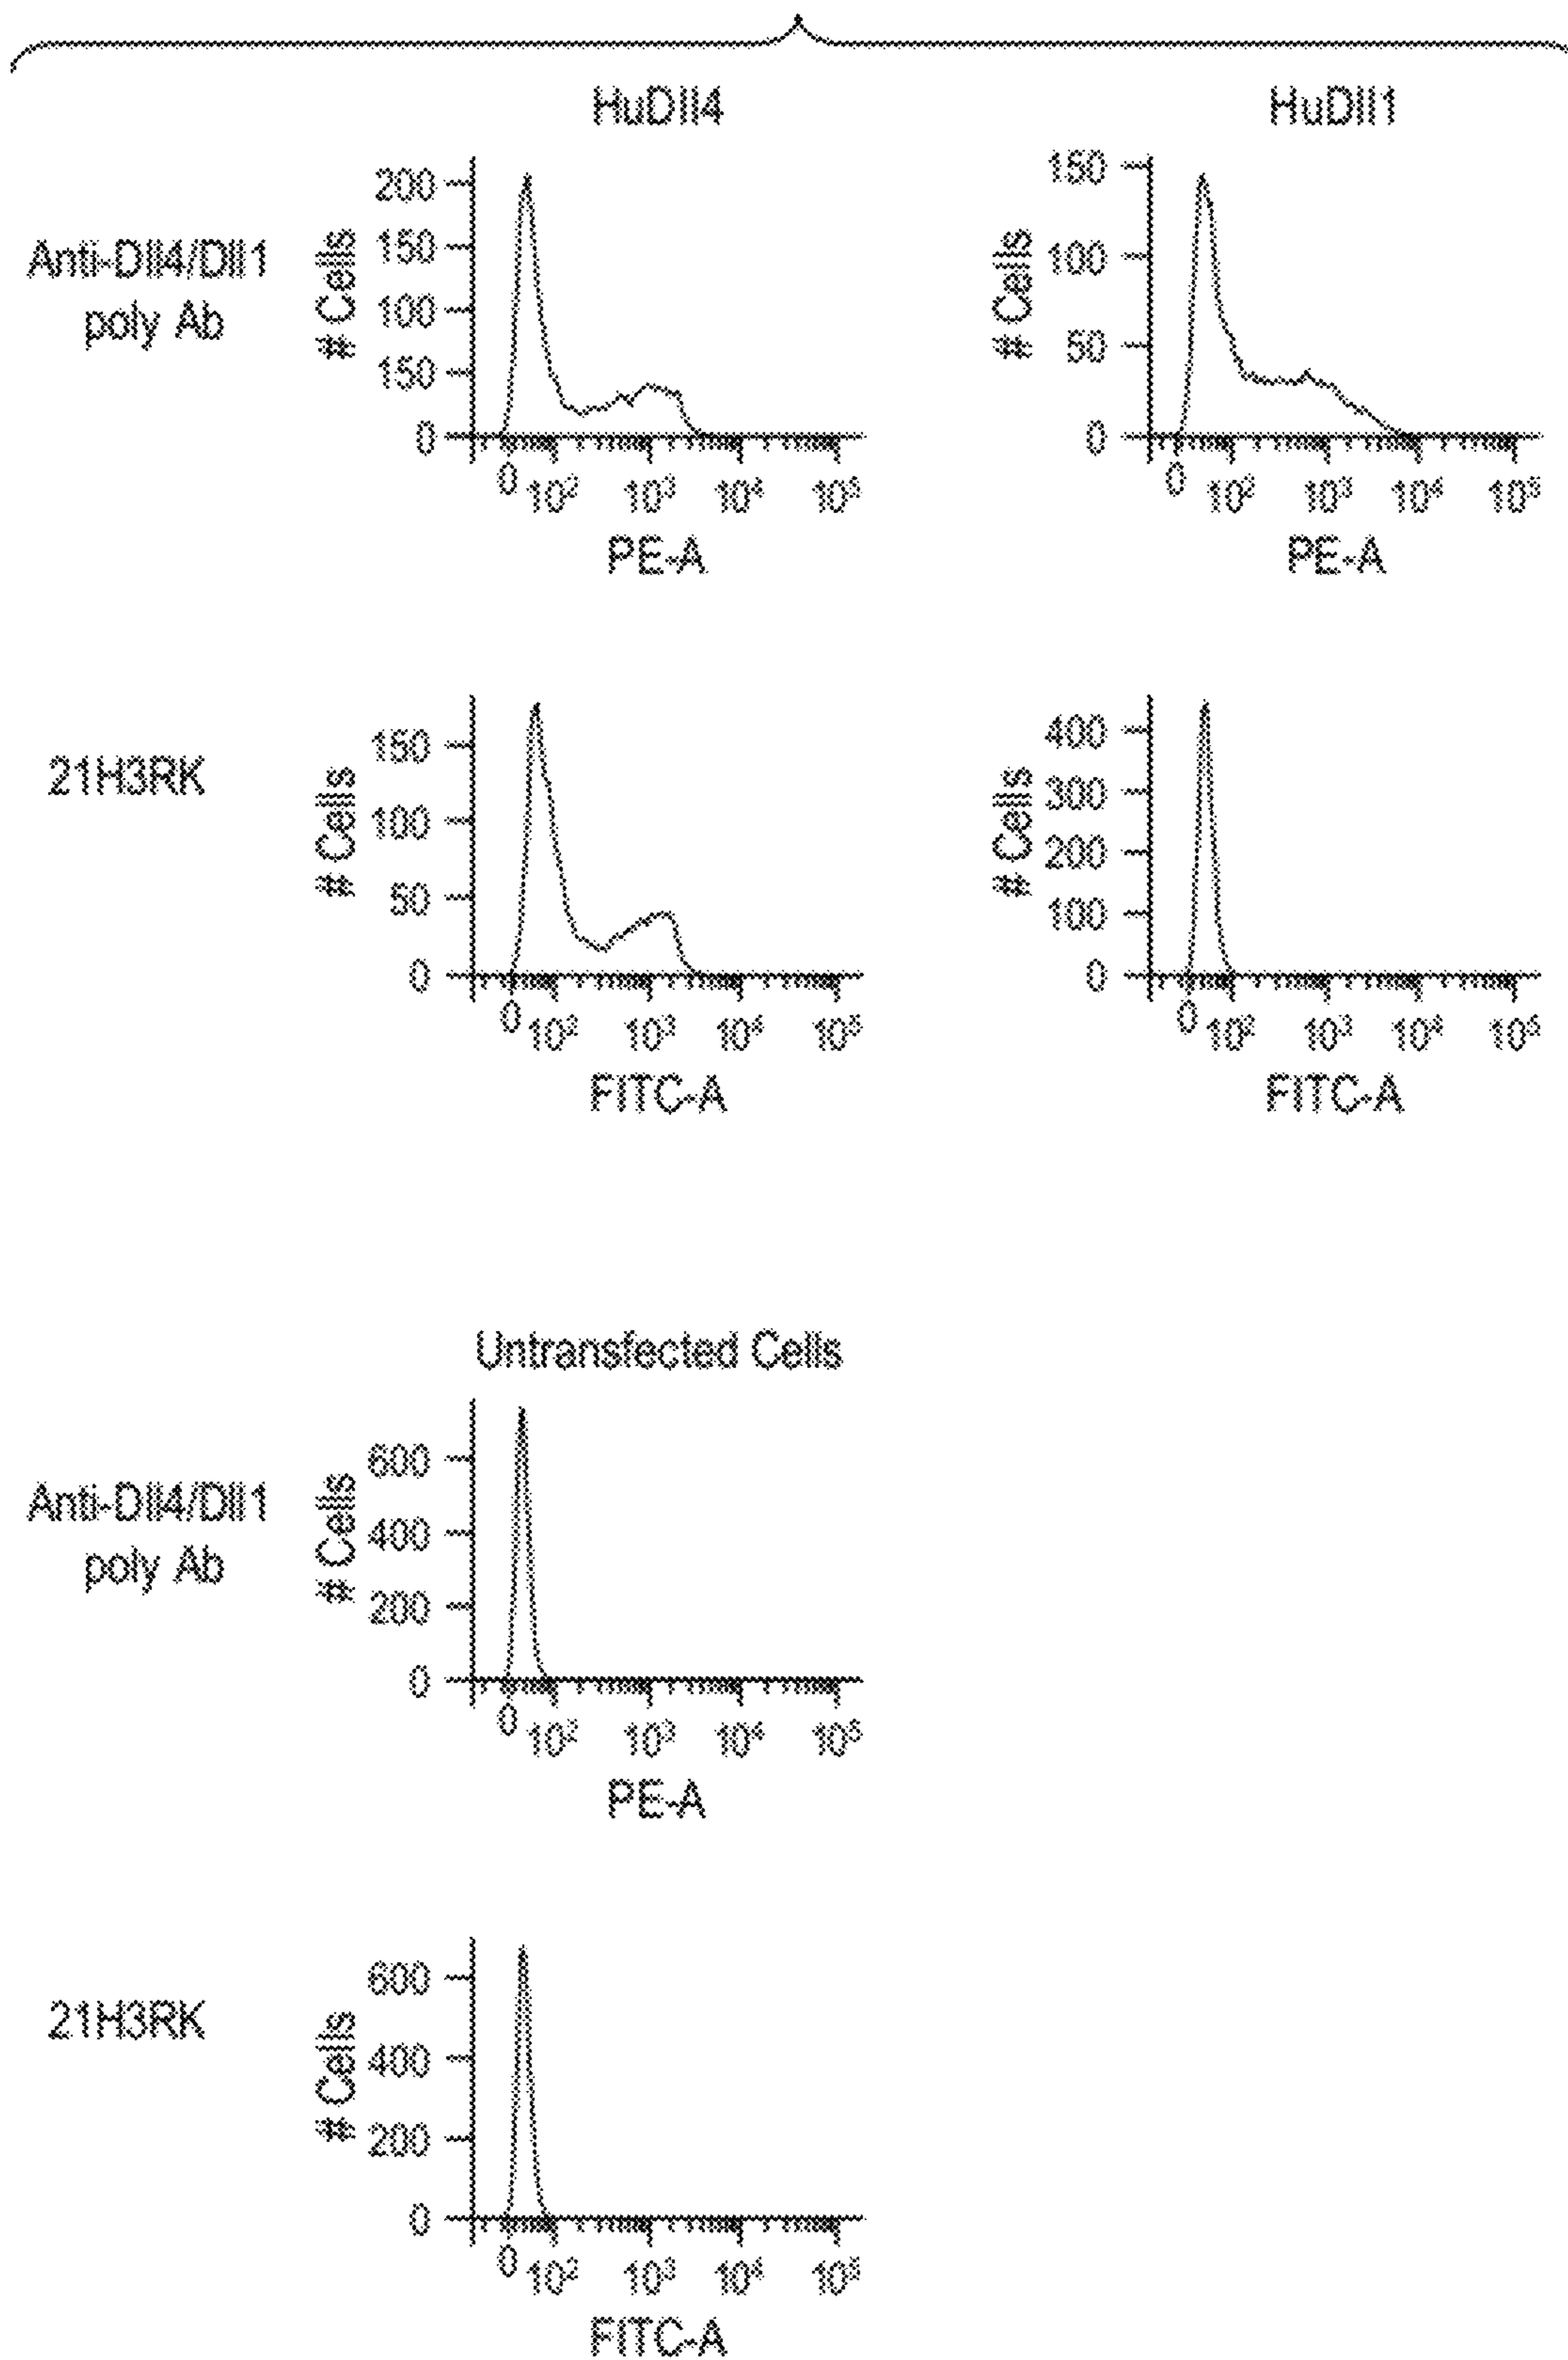 HuDll4
HuDll1
Anti-Dll4/Dll1
poly Ab
# Cells
200
150
100
150
0
0 10² 10³ 10⁴ 10⁵
PE-A
# Cells
150
100
50
0
0 10² 10³ 10⁴ 10⁵
PE-A
21H3RK
# Cells
150
100
50
0
0 10² 10³ 10⁴ 10⁵
FITC-A
# Cells
400
300
200
100
0
0 10² 10³ 10⁴ 10⁵
FITC-A
Untransfected Cells
Anti-Dll4/Dll1
poly Ab
# Cells
600
400
200
0
0 10² 10³ 10⁴ 10⁵
PE-A
21H3RK
# Cells
600
400
200
0
0 10² 10³ 10⁴ 10⁵
FITC-A